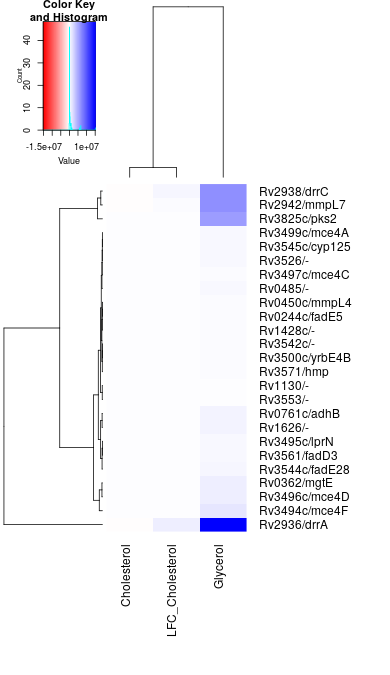 Color Key
and Histogram
Count
0
10
20
30
40
-1.5e+07
1e+07
Value
Rv2938/drrC
Rv2942/mmpL7
Rv3825c/pks2
Rv3499c/mce4A
Rv3545c/cyp125
Rv3526/-
Rv3497c/mce4C
Rv0485/-
Rv0450c/mmpL4
Rv0244c/fadE5
Rv1428c/-
Rv3542c/-
Rv3500c/yrbE4B
Rv3571/hmp
Rv1130/-
Rv3553/-
Rv0761c/adhB
Rv1626/-
Rv3495c/lprN
Rv3561/fadD3
Rv3544c/fadE28
Rv0362/mgtE
Rv3496c/mce4D
Rv3494c/mce4F
Rv2936/drrA
Cholesterol
LFC_Cholesterol
Glycerol